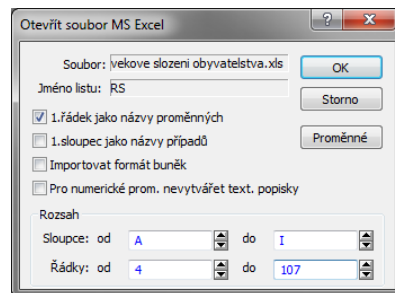 Otevřít soubor MS Excel
Soubor: vekove slozeni obyvatelstva.xls
OK
Jméno listu: RS
Storno
1.řádek jako názvy proměnných
1.sloupec jako názvy případů
Proměnné
Importovat formát buněk
Pro numerické prom. nevytvářet text. popisky
Rozsah
Sloupce: od A do I
Řádky: od 4 do 107